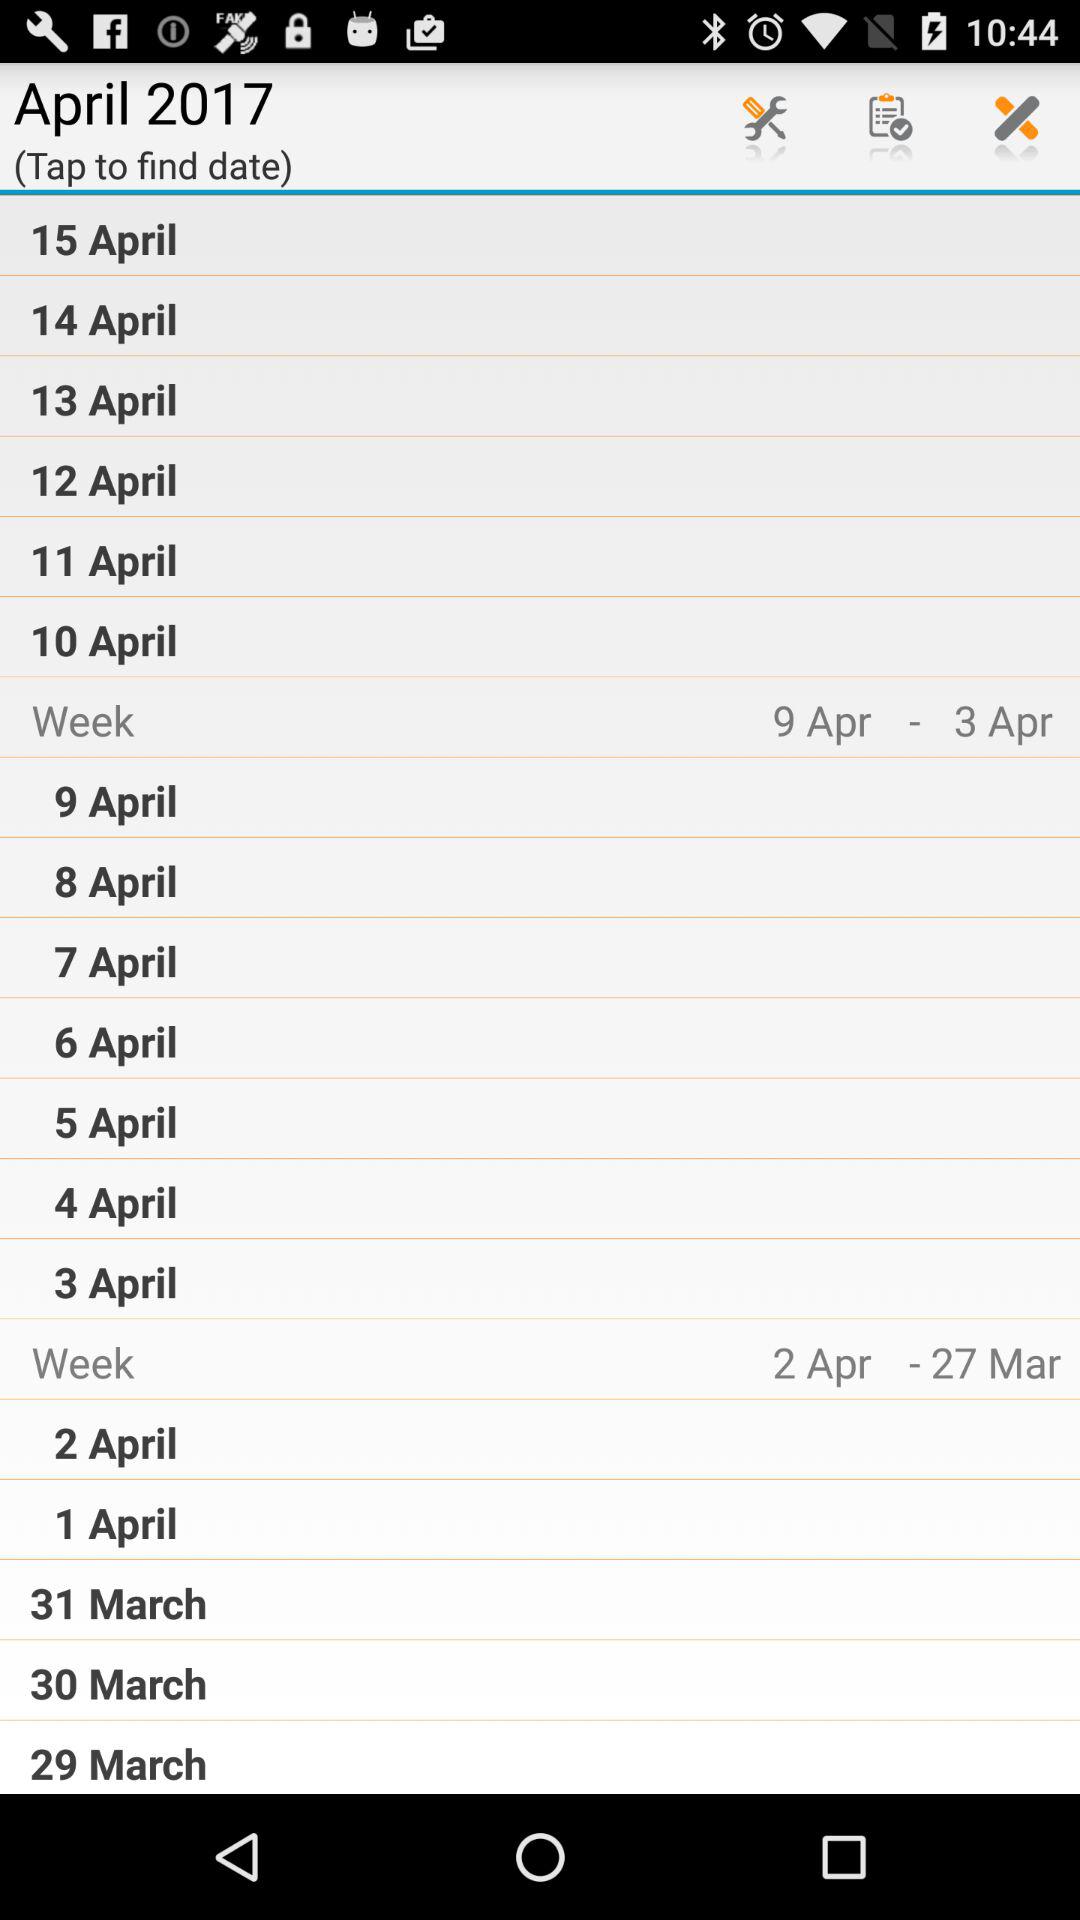 FAK
10:44
April 2017
(Tap to find date)
15 April
14 April
13 April
12 April
11 April
10 April
Week 9 Apr - 3 Apr
9 April
8 April
7 April
6 April
5 April
4 April
3 April
Week 2 Apr - 27 Mar
2 April
1 April
31 March
30 March
29 March